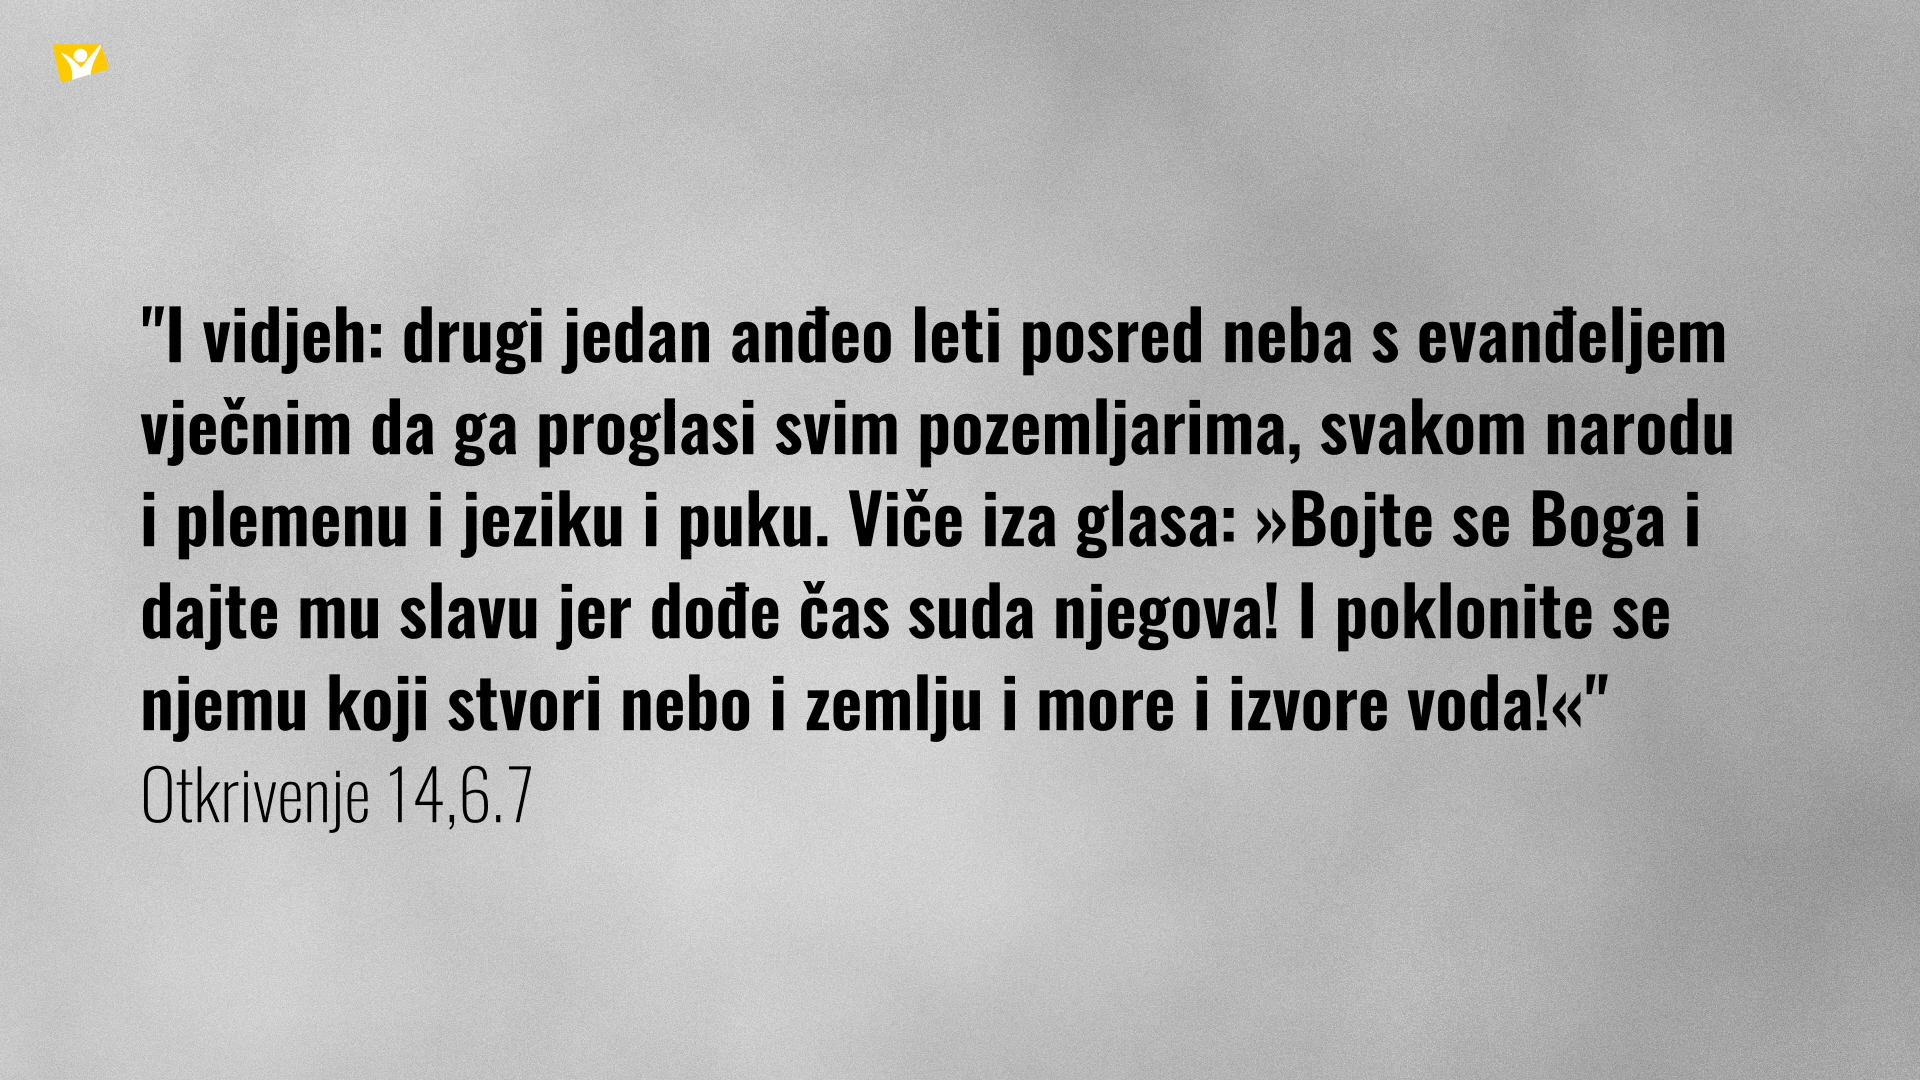 "I vidjeh: drugi jedan anđeo leti posred neba s evanđeljem
vječnim da ga proglasi svim pozemljarima, svakom narodu
i plemenu i jeziku i puku. Viče iza glasa: »Bojte se Boga i
dajte mu slavu jer dođe čas suda njegova! I poklonite se
njemu koji stvori nebo i zemlju i more i izvore voda!«"
Otkrivenje 14,6.7